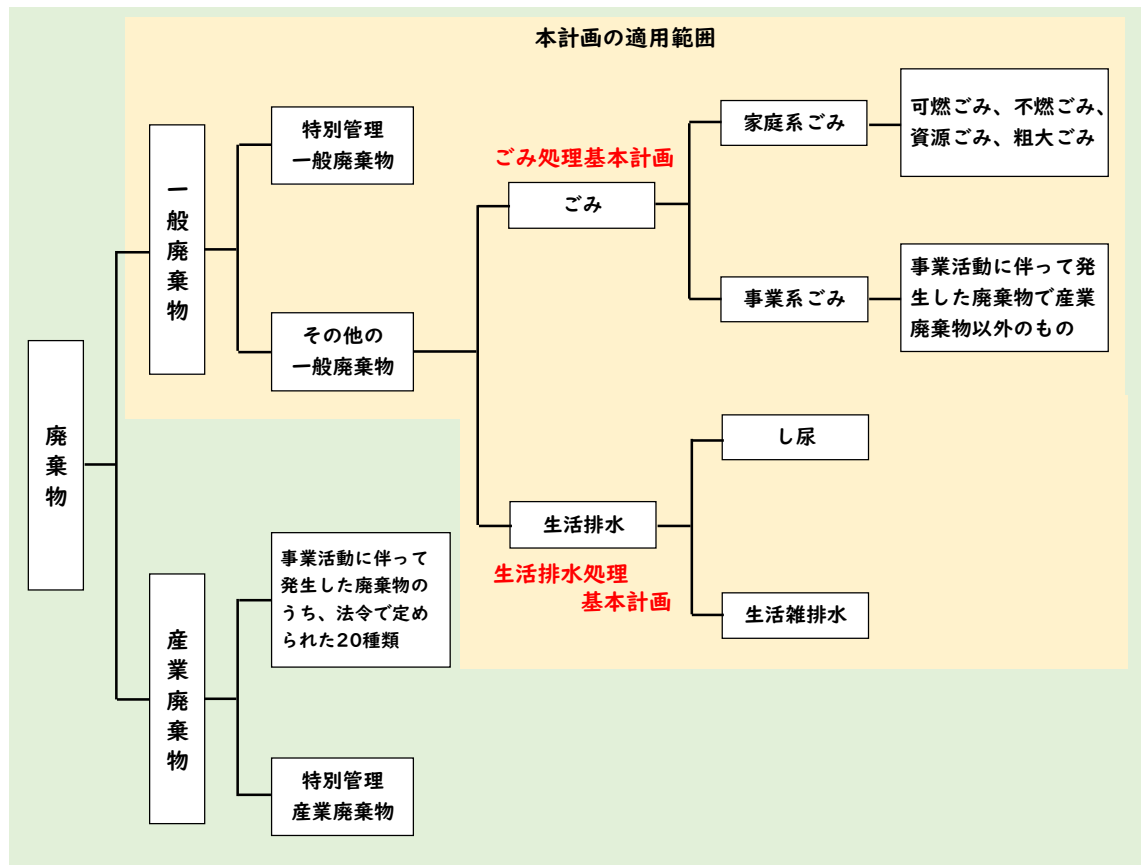 本計画の適用範囲
廃棄物
一般廃棄物
特別管理
一般廃棄物
その他の
一般廃棄物
ごみ処理基本計画
ごみ
家庭系ごみ
可燃ごみ、不燃ごみ、
資源ごみ、粗大ごみ
事業系ごみ
事業活動に伴って発
生した廃棄物で産業
廃棄物以外のもの
生活排水
生活排水処理
基本計画
し尿
生活雑排水
産業廃棄物
事業活動に伴って
発生した廃棄物の
うち、法令で定め
られた20種類
特別管理
産業廃棄物